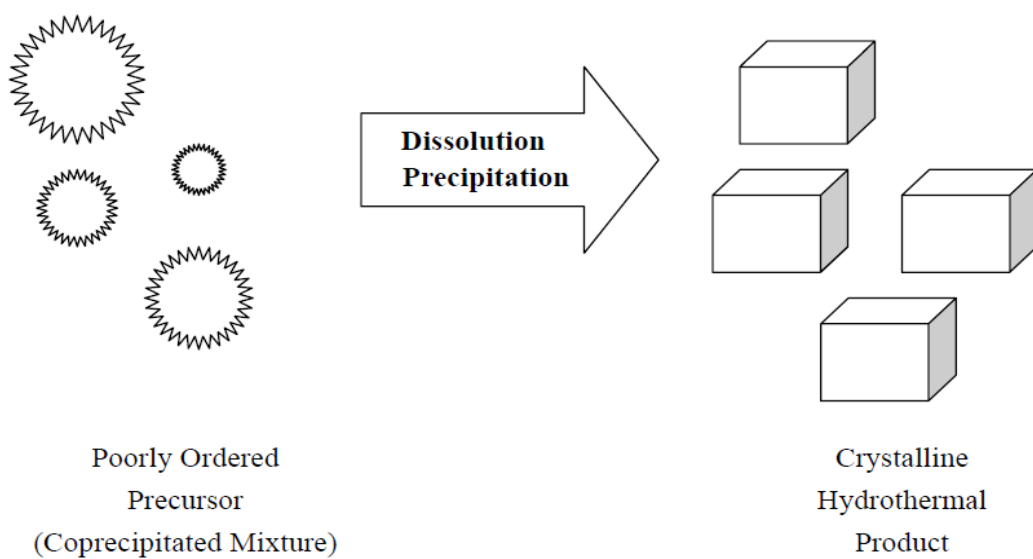 Dissolution
Precipitation
Poorly Ordered
Precursor
(Coprecipitated Mixture)
Crystalline
Hydrothermal
Product